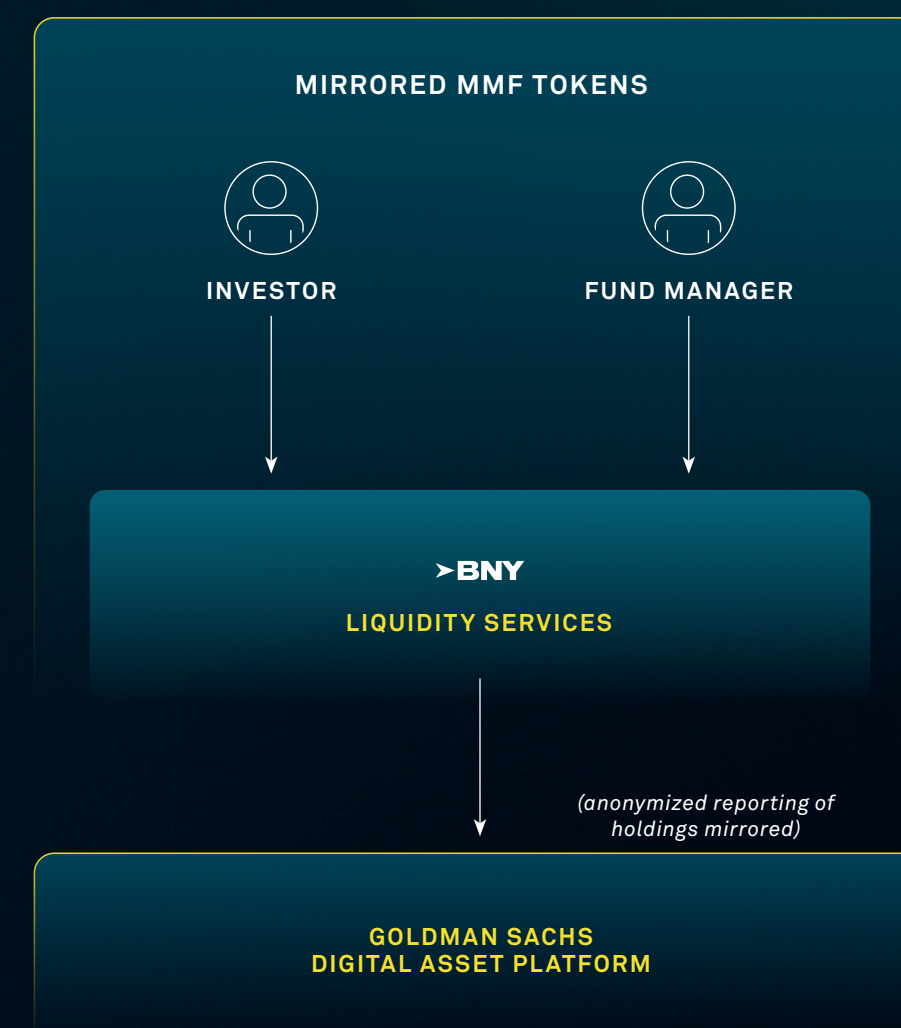 MIRRORED MMF TOKENS
INVESTOR
FUND MANAGER
BNY
LIQUIDITY SERVICES
(anonymized reporting of
holdings mirrored)
GOLDMAN SACHS
DIGITAL ASSET PLATFORM